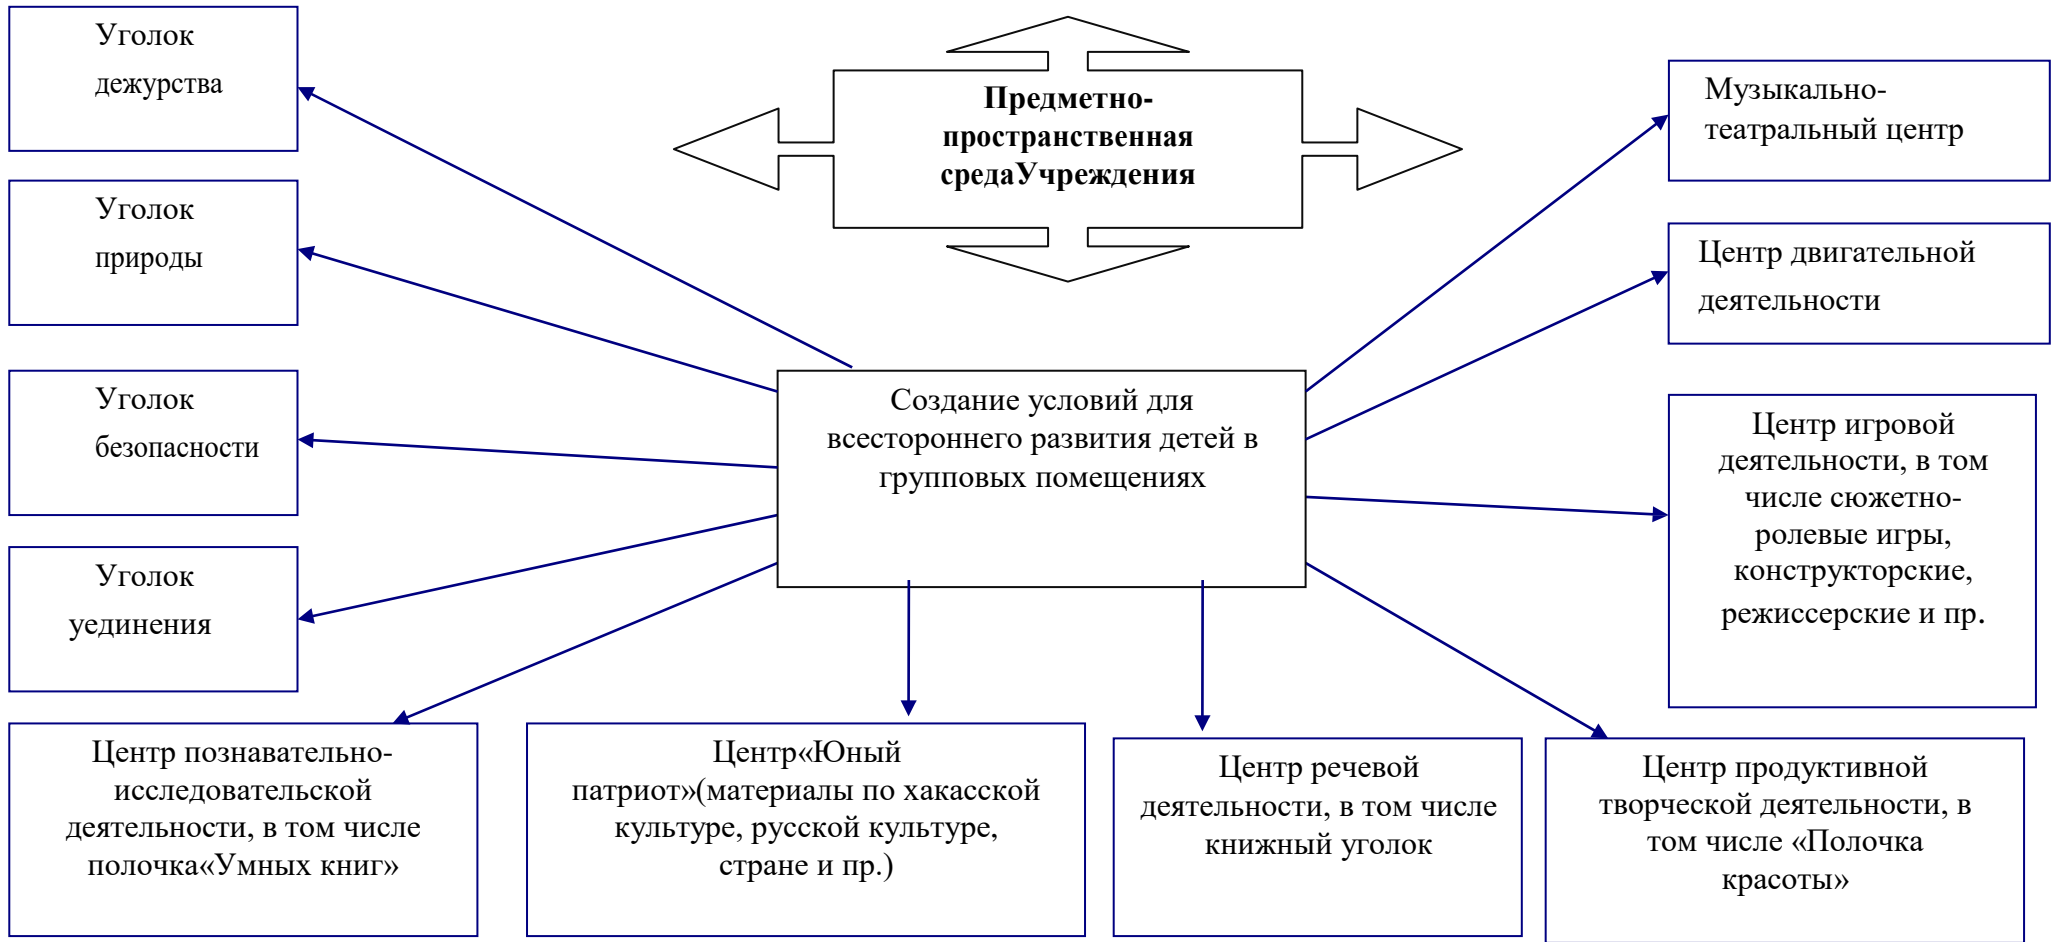 Уголок
дежурства
Предметно-
пространственная
средаУчреждения
Музыкально-
театральный центр
Уголок
природы
Центр двигательной
деятельности
Уголок
безопасности
Создание условий для
всестороннего развития детей в
групповых помещениях
Центр игровой
деятельности, в том
числе сюжетно-
ролевые игры,
конструкторские,
режиссерские и пр.
Уголок
уединения
Центр познавательно-
исследовательской
деятельности, в том числе
полочка«Умных книг»
Центр«Юный
патриот»(материалы по хакасской
культуре, русской культуре,
стране и пр.)
Центр речевой
деятельности, в том числе
книжный уголок
Центр продуктивной
творческой деятельности, в
том числе «Полочка
красоты»